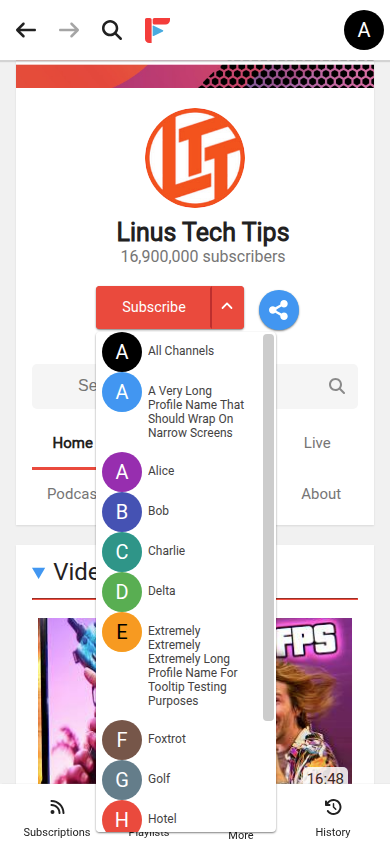 A
LTT
Linus Tech Tips
16,900,000 subscribers
Subscribe
A All Channels
Se
A A Very Long
Profile Name That
Should Wrap On
Narrow Screens
Home
Live
A Alice
Podcas
About
B Bob
C Charlie
Vide
D Delta
E Extremely
Extremely
Extremely Long
Profile Name For
Tooltip Testing
Purposes
FPS
F Foxtrot
G Golf
16:48
H Hotel
Subscriptions
Playlists
More
History